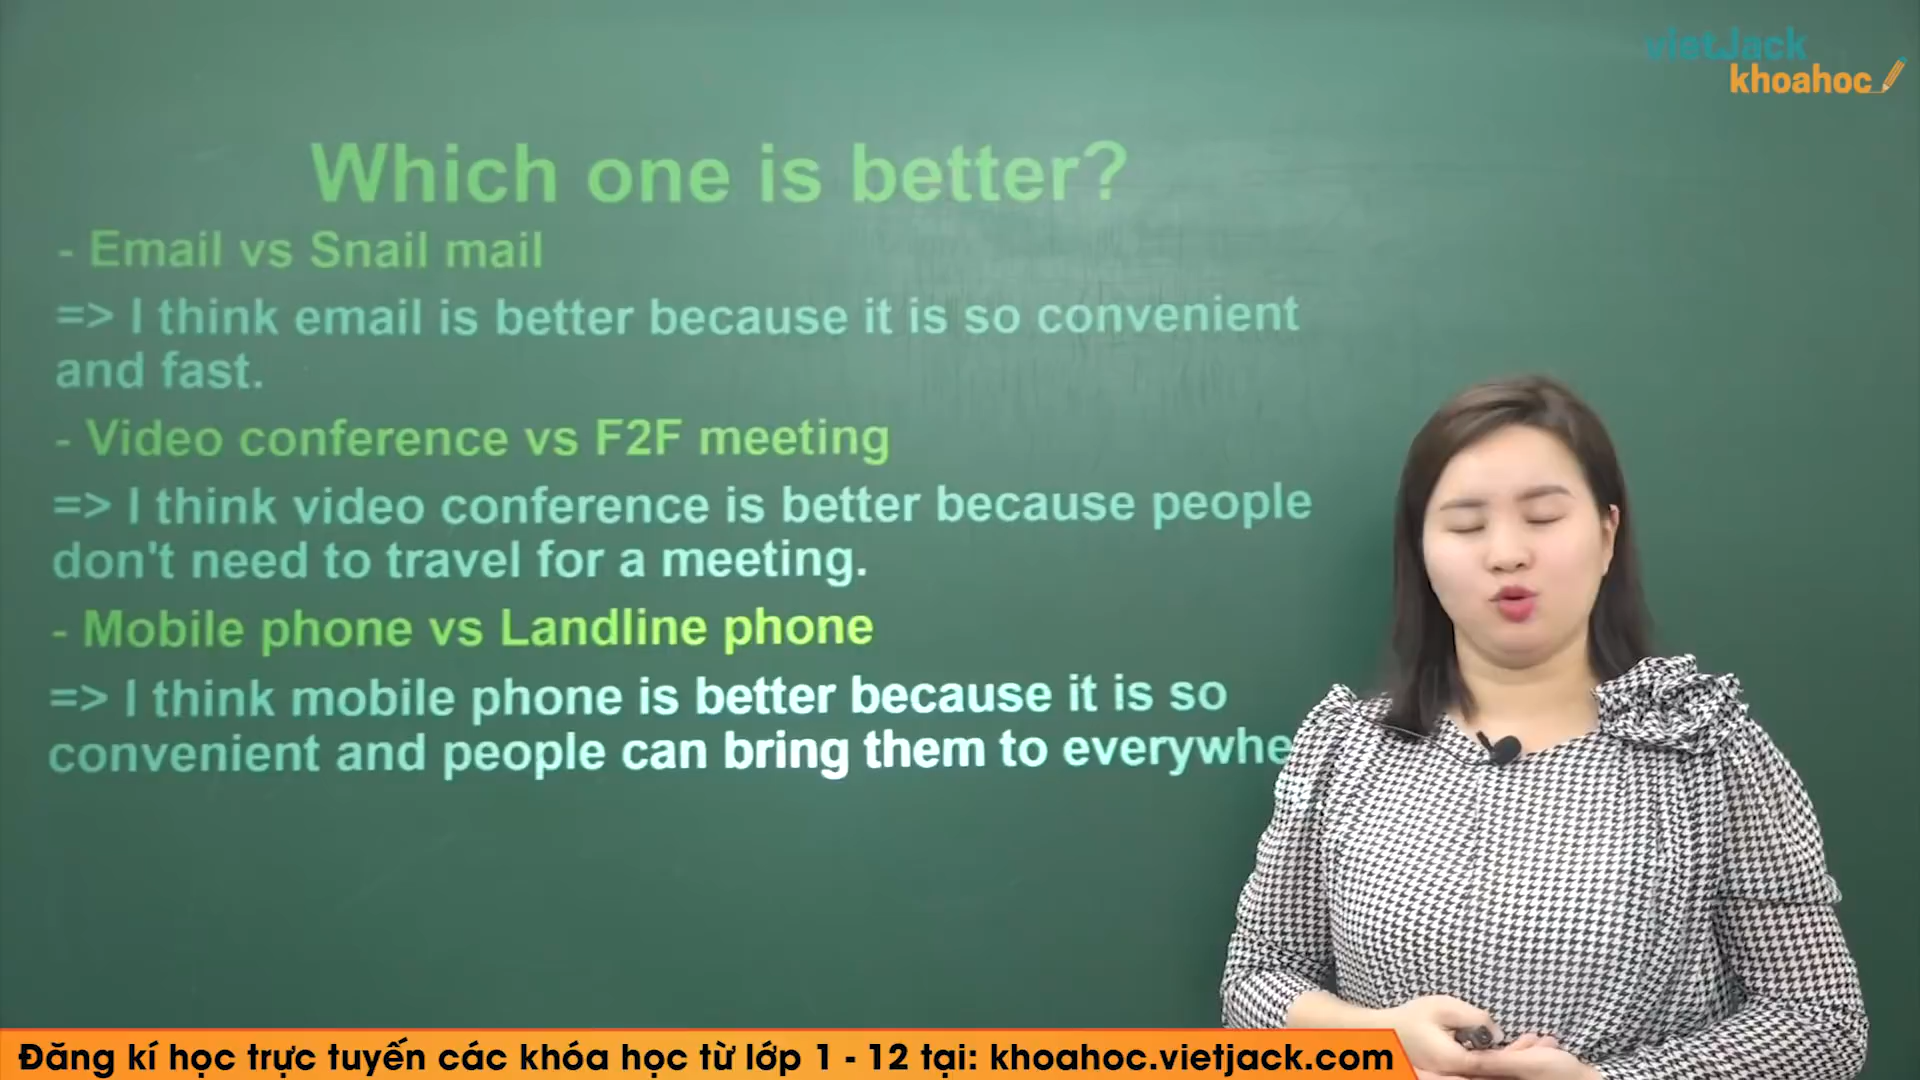 vietJack
khoahoc
Which one is better?
- Email vs Snail mail
=> I think email is better because it is so convenient
and fast.
- Video conference vs F2F meeting
=> I think video conference is better because people
don't need to travel for a meeting.
- Mobile phone vs Landline phone
=> I think mobile phone is better because it is so
convenient and people can bring them to everywhe
Đăng kí học trực tuyến các khóa học từ lớp 1 - 12 tại: khoahoc.vietjack.com